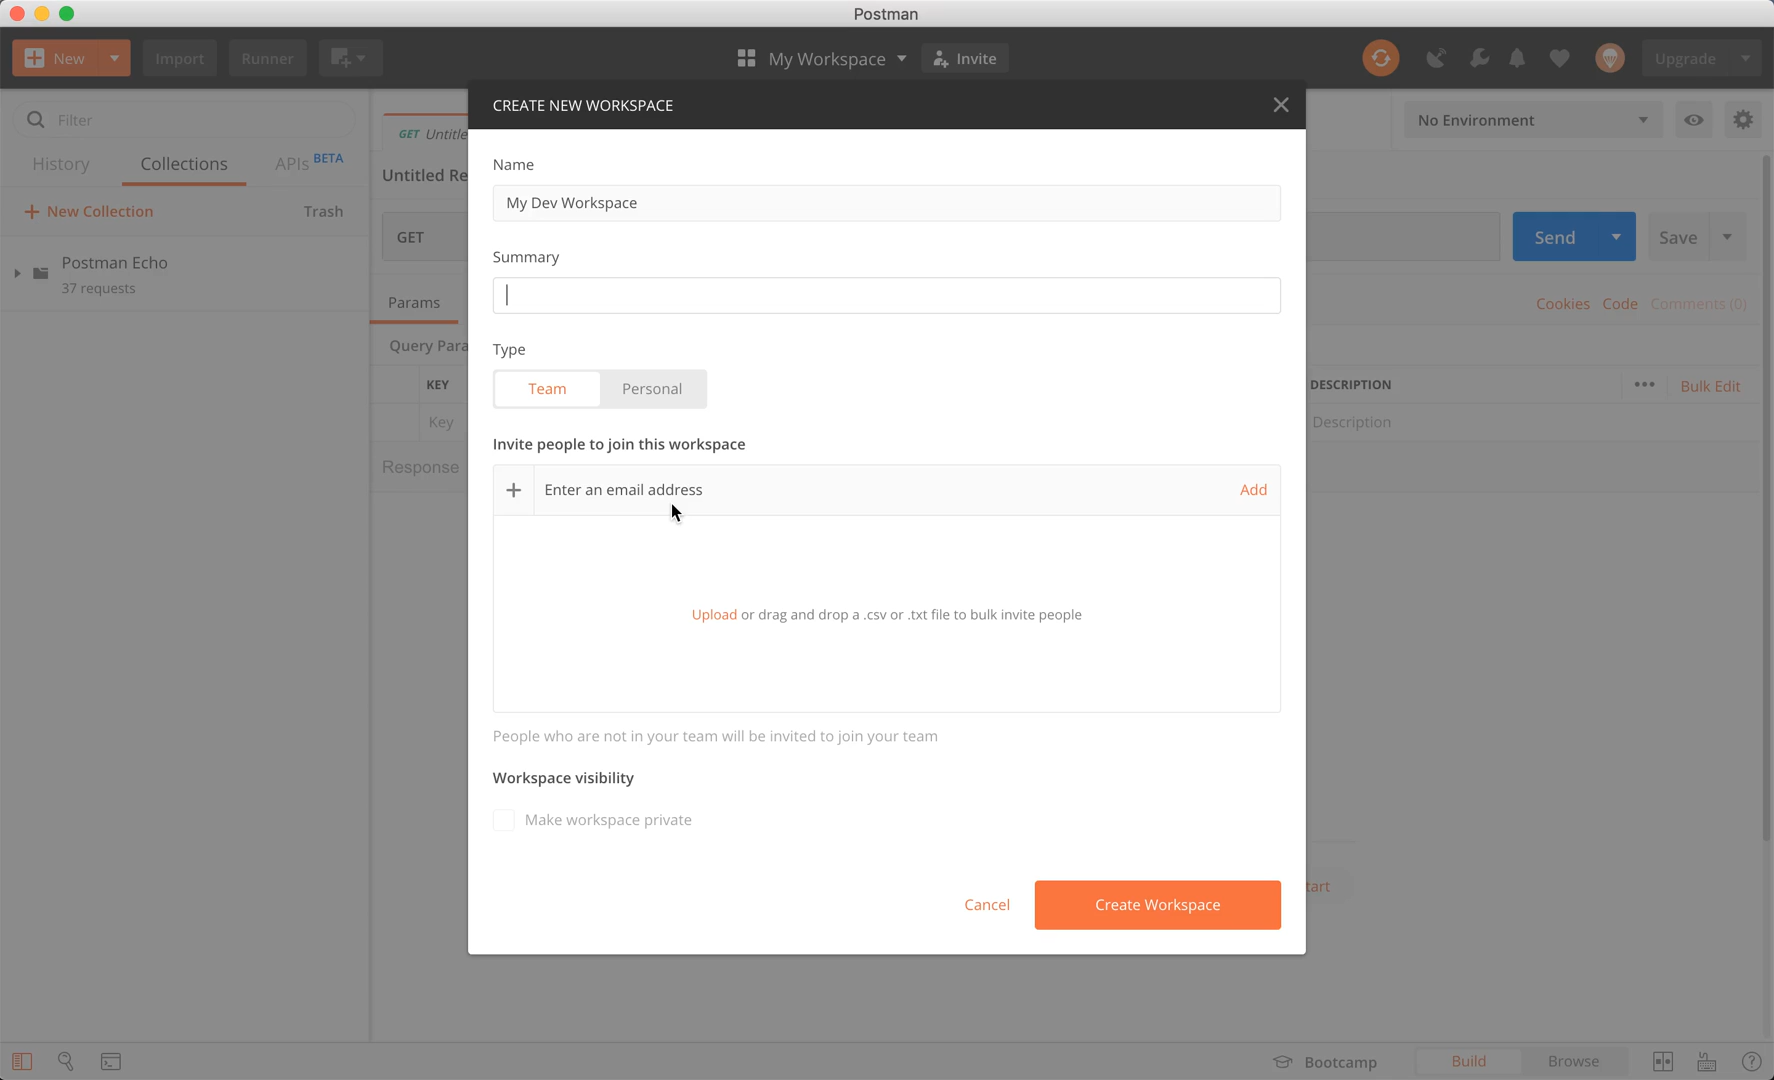 Postman
New
Import
Runner
My Workspace
Invite
Upgrade
Filter
GET Untitle
No Environment
History
Collections
APIs BETA
Untitled Re
New Collection
Trash
GET
Send
Save
Postman Echo
37 requests
Params
Cookies
Code
Comments (0)
Query Para
KEY
DESCRIPTION
Bulk Edit
Key
Description
Response
CREATE NEW WORKSPACE
Name
My Dev Workspace
Summary
Type
Team
Personal
Invite people to join this workspace
Enter an email address
Add
Upload or drag and drop a .csv or .txt file to bulk invite people
People who are not in your team will be invited to join your team
Workspace visibility
Make workspace private
Cancel
Create Workspace
tart
Bootcamp
Build
Browse